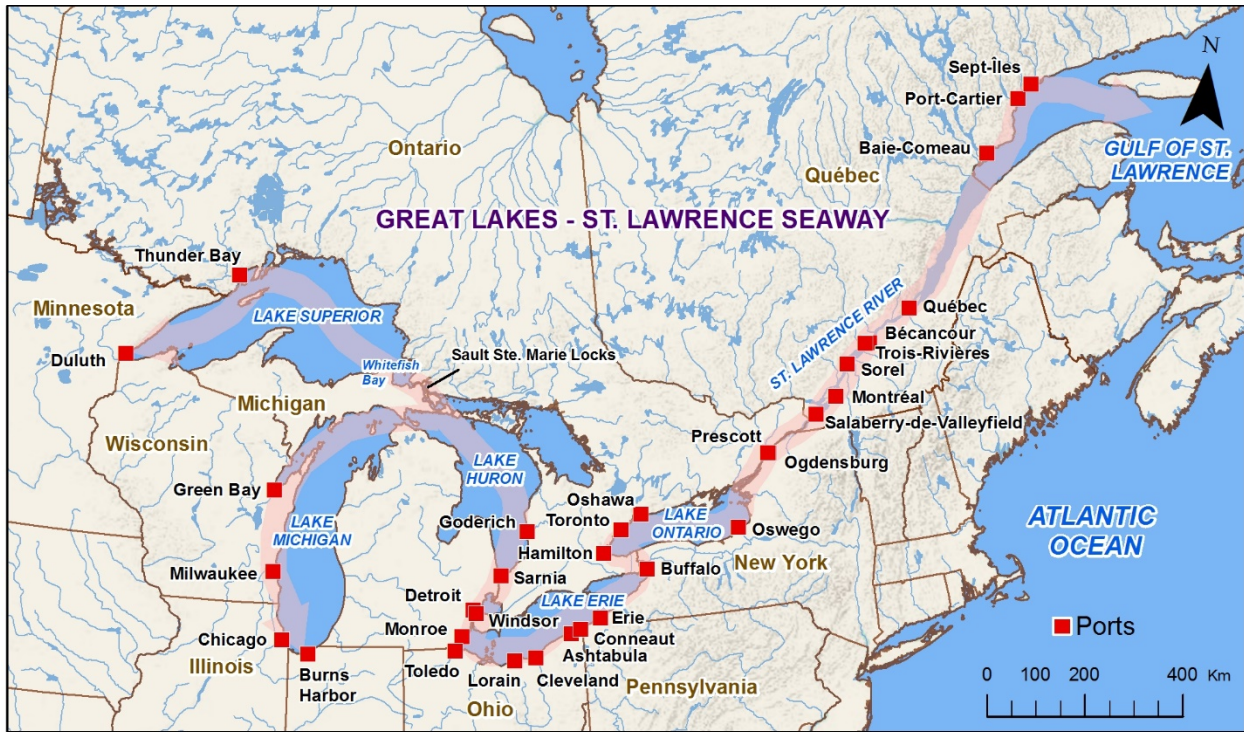 N
Sept-Îles
Port-Cartier
Baie-Comeau
GULF OF ST.
LAWRENCE
Ontario
Québec
GREAT LAKES - ST. LAWRENCE SEAWAY
Thunder Bay
Minnesota
LAKE SUPERIOR
Duluth
Whitefish
Bay
Sault Ste. Marie Locks
ST. LAWRENCE RIVER
Québec
Bécancour
Trois-Rivières
Sorel
Montréal
Salaberry-de-Valleyfield
Michigan
Wisconsin
Prescott
Ogdensburg
LAKE
HURON
Green Bay
Oshawa
Toronto
LAKE
ONTARIO
Oswego
Goderich
LAKE
MICHIGAN
Hamilton
New York
ATLANTIC
OCEAN
Milwaukee
Sarnia
Buffalo
Detroit
Windsor
LAKE ERIE
Erie
Monroe
Conneaut
Ashtabula
Chicago
Illinois
Toledo
Burns
Harbor
Lorain
Cleveland
Ohio
Pennsylvania
Ports
0 100 200 400 Km